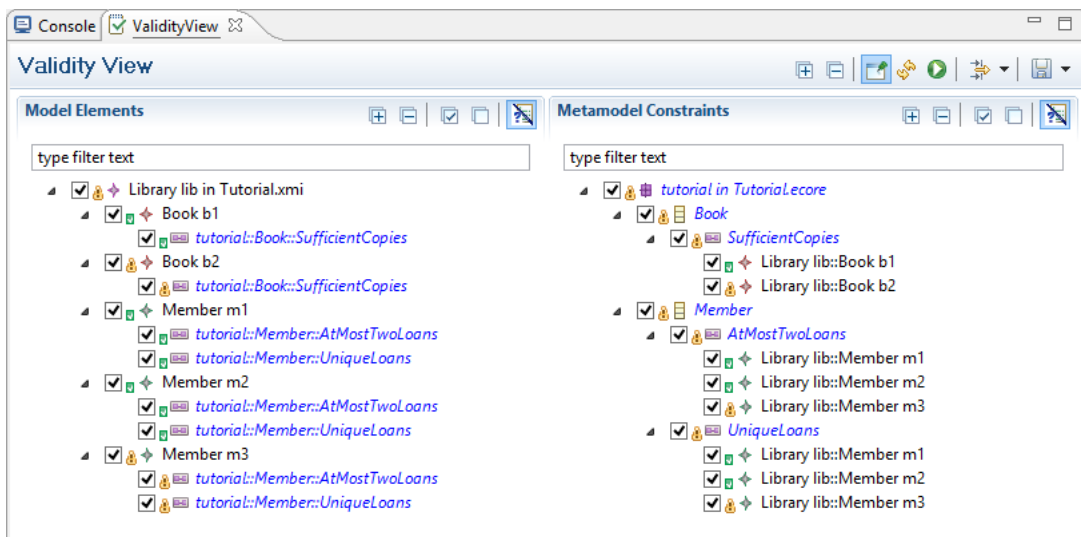 Console ValidityView
Validity View
Model Elements
type filter text
Library lib in Tutorial.xmi
Book b1
tutorial::Book::SufficientCopies
Book b2
tutorial::Book::SufficientCopies
Member m1
tutorial::Member::AtMostTwoLoans
tutorial::Member::UniqueLoans
Member m2
tutorial::Member::AtMostTwoLoans
tutorial::Member::UniqueLoans
Member m3
tutorial::Member::AtMostTwoLoans
tutorial::Member::UniqueLoans
Metamodel Constraints
type filter text
tutorial in Tutorial.ecore
Book
SufficientCopies
Library lib::Book b1
Library lib::Book b2
Member
AtMostTwoLoans
Library lib::Member m1
Library lib::Member m2
Library lib::Member m3
UniqueLoans
Library lib::Member m1
Library lib::Member m2
Library lib::Member m3